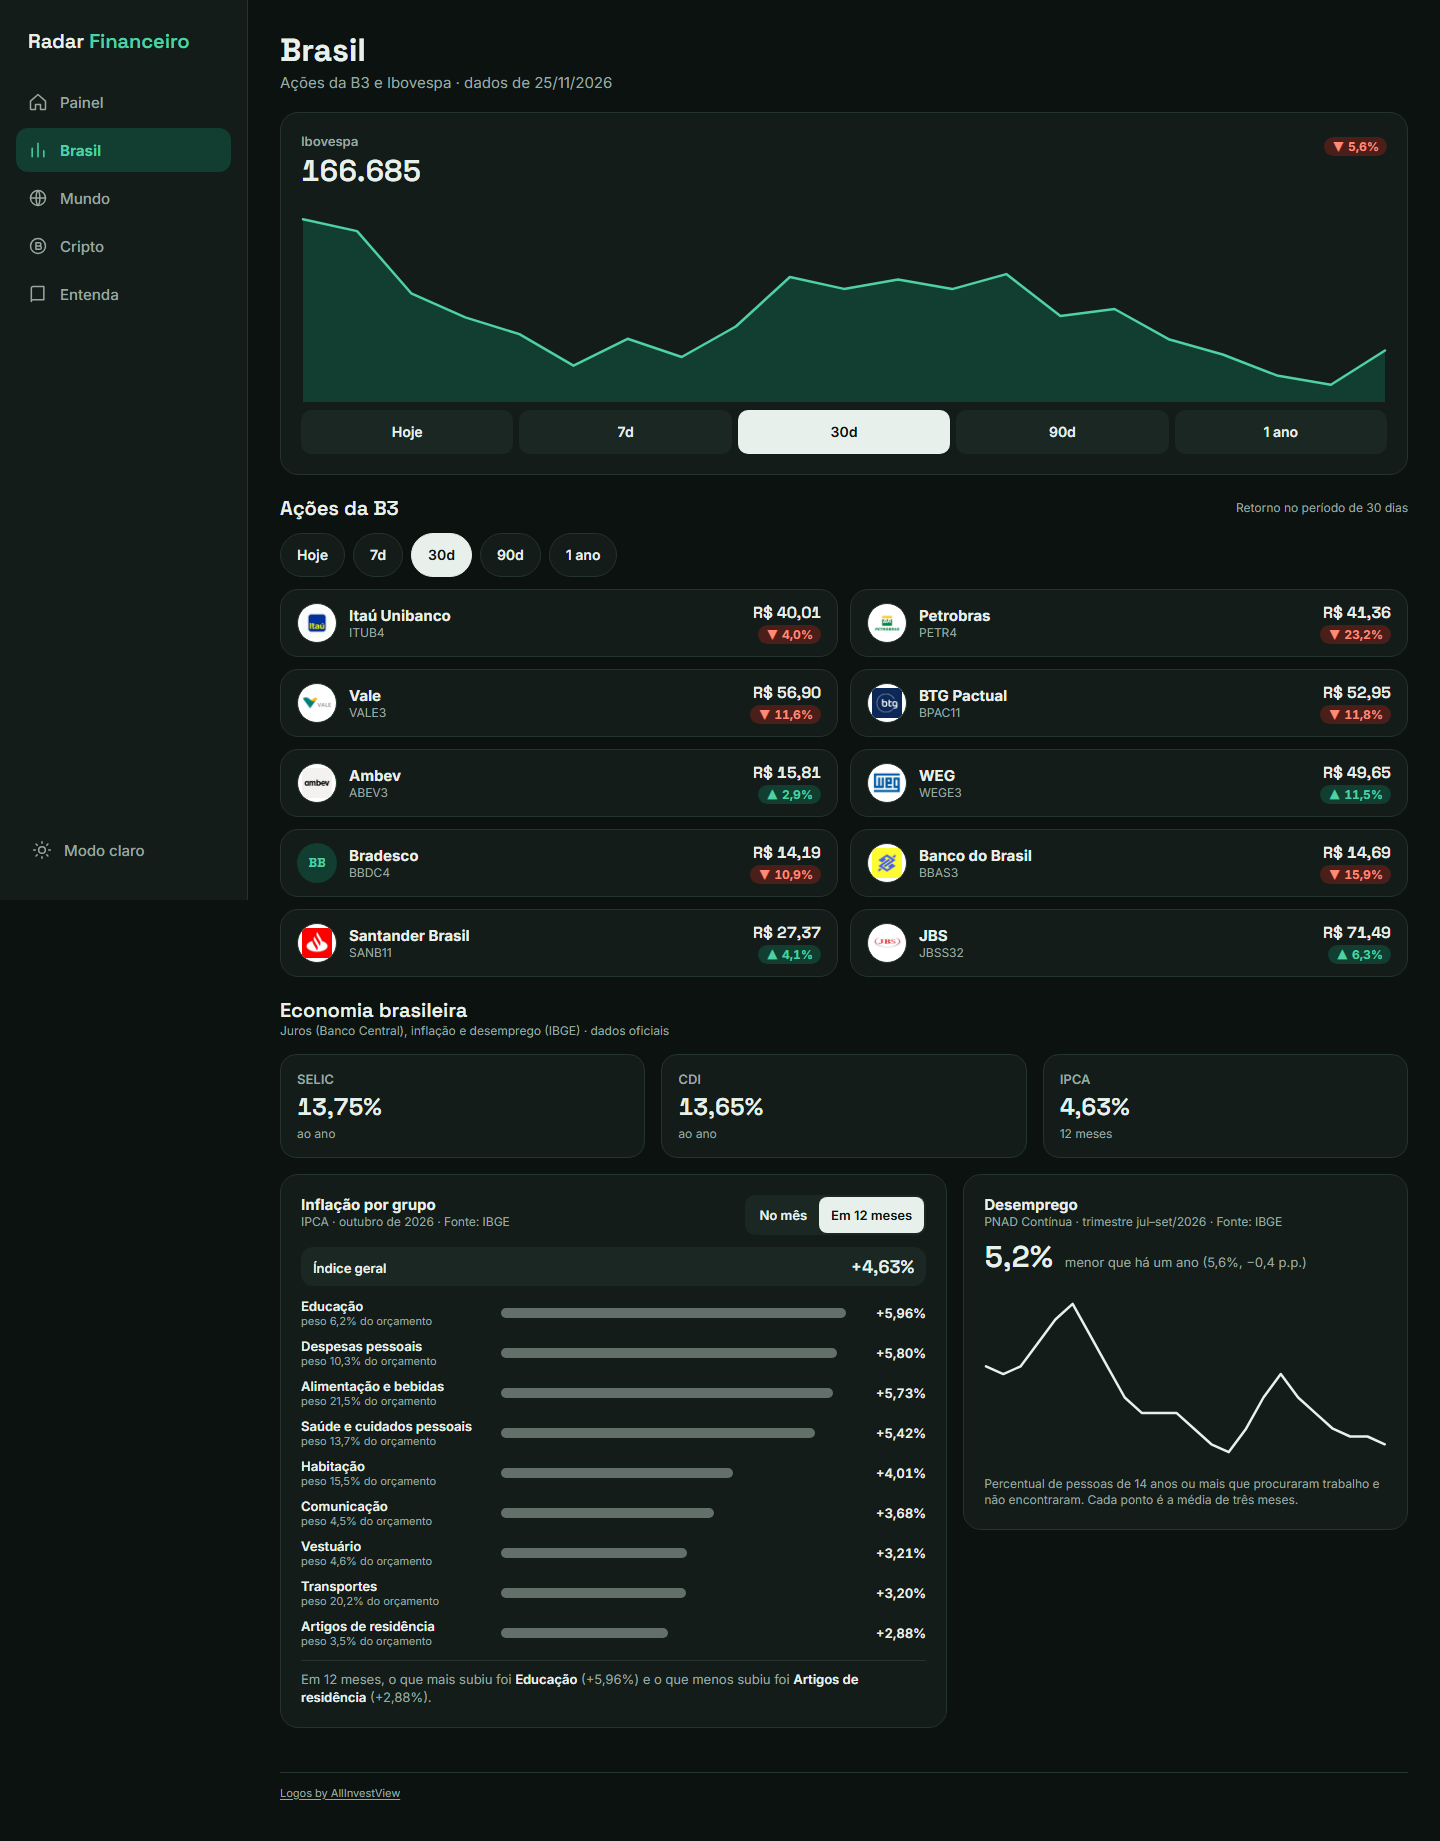 Radar Financeiro
Painel
Brasil
Mundo
Cripto
Entenda
Modo claro
Brasil
Ações da B3 e Ibovespa · dados de 25/11/2026
Ibovespa
166.685
▼ 5,6%
Hoje
7d
30d
90d
1 ano
Ações da B3
Retorno no período de 30 dias
Hoje
7d
30d
90d
1 ano
Itaú
Itaú Unibanco
ITUB4
R$ 40,01
▼ 4,0%
PETROBRAS
Petrobras
PETR4
R$ 41,36
▼ 23,2%
VALE
Vale
VALE3
R$ 56,90
▼ 11,6%
btg
BTG Pactual
BPAC11
R$ 52,95
▼ 11,8%
ambev
Ambev
ABEV3
R$ 15,81
▲ 2,9%
weg
WEG
WEGE3
R$ 49,65
▲ 11,5%
BB
Bradesco
BBDC4
R$ 14,19
▼ 10,9%
Banco do Brasil
BBAS3
R$ 14,69
▼ 15,9%
Santander Brasil
SANB11
R$ 27,37
▲ 4,1%
JBS
JBS
JBSS32
R$ 71,49
▲ 6,3%
Economia brasileira
Juros (Banco Central), inflação e desemprego (IBGE) · dados oficiais
SELIC
13,75%
ao ano
CDI
13,65%
ao ano
IPCA
4,63%
12 meses
Inflação por grupo
IPCA · outubro de 2026 · Fonte: IBGE
No mês
Em 12 meses
Índice geral
+4,63%
Educação
peso 6,2% do orçamento
+5,96%
Despesas pessoais
peso 10,3% do orçamento
+5,80%
Alimentação e bebidas
peso 21,5% do orçamento
+5,73%
Saúde e cuidados pessoais
peso 13,7% do orçamento
+5,42%
Habitação
peso 15,5% do orçamento
+4,01%
Comunicação
peso 4,5% do orçamento
+3,68%
Vestuário
peso 4,6% do orçamento
+3,21%
Transportes
peso 20,2% do orçamento
+3,20%
Artigos de residência
peso 3,5% do orçamento
+2,88%
Em 12 meses, o que mais subiu foi Educação (+5,96%) e o que menos subiu foi Artigos de
residência (+2,88%).
Desemprego
PNAD Contínua · trimestre jul–set/2026 · Fonte: IBGE
5,2% menor que há um ano (5,6%, −0,4 p.p.)
Percentual de pessoas de 14 anos ou mais que procuraram trabalho e
não encontraram. Cada ponto é a média de três meses.
Logos by AllInvestView